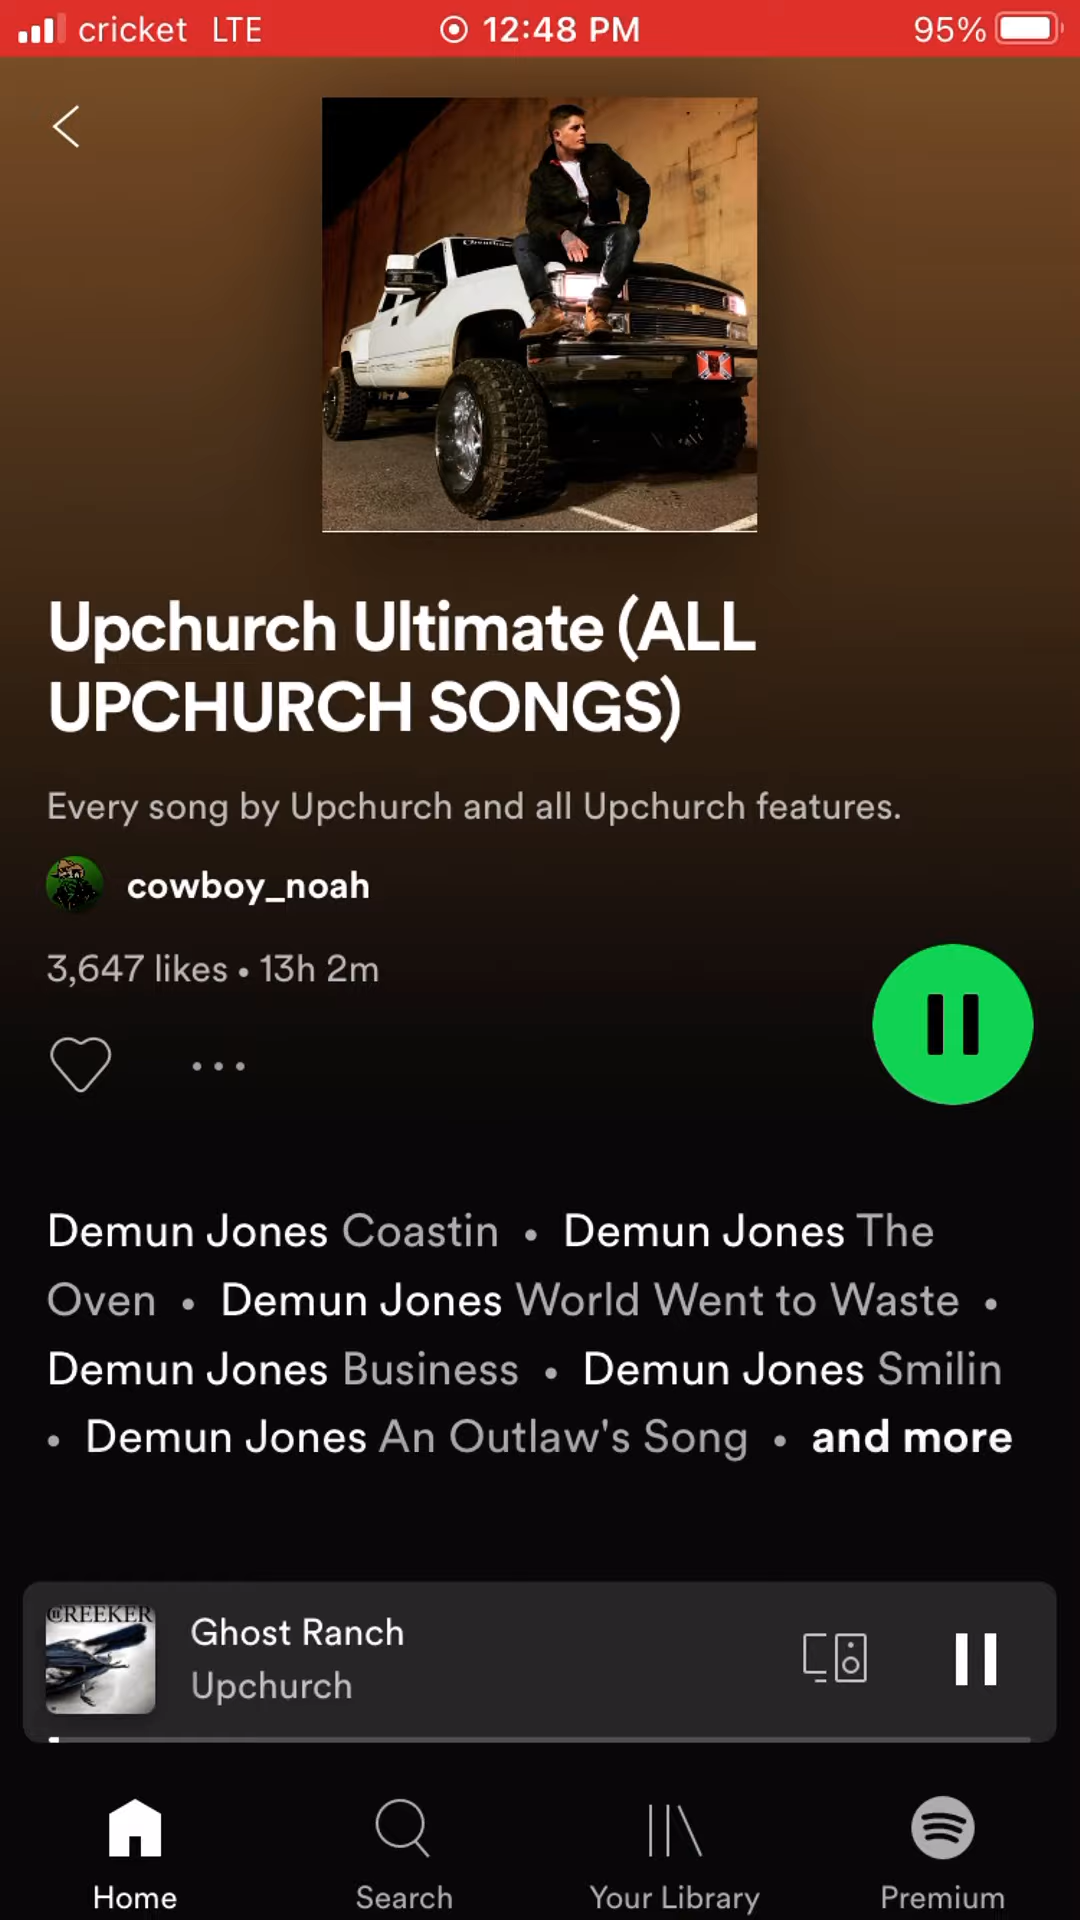 cricket LTE 12:48 PM 95%
Upchurch Ultimate (ALL
UPCHURCH SONGS)
Every song by Upchurch and all Upchurch features.
cowboy_noah
3,647 likes • 13h 2m
Demun Jones Coastin • Demun Jones The
Oven • Demun Jones World Went to Waste •
Demun Jones Business • Demun Jones Smilin
• Demun Jones An Outlaw's Song • and more
CREEKER
Ghost Ranch
Upchurch
Home Search Your Library Premium